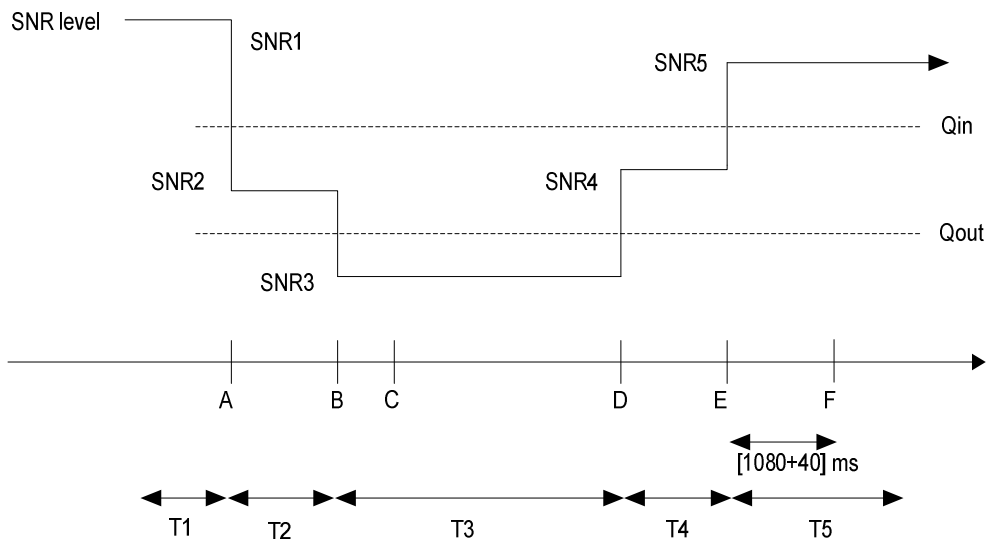 SNR level
SNR1
SNR5
Qin
SNR2
SNR4
Qout
SNR3
A B C D E F
[1080+40] ms
T1 T2 T3 T4 T5